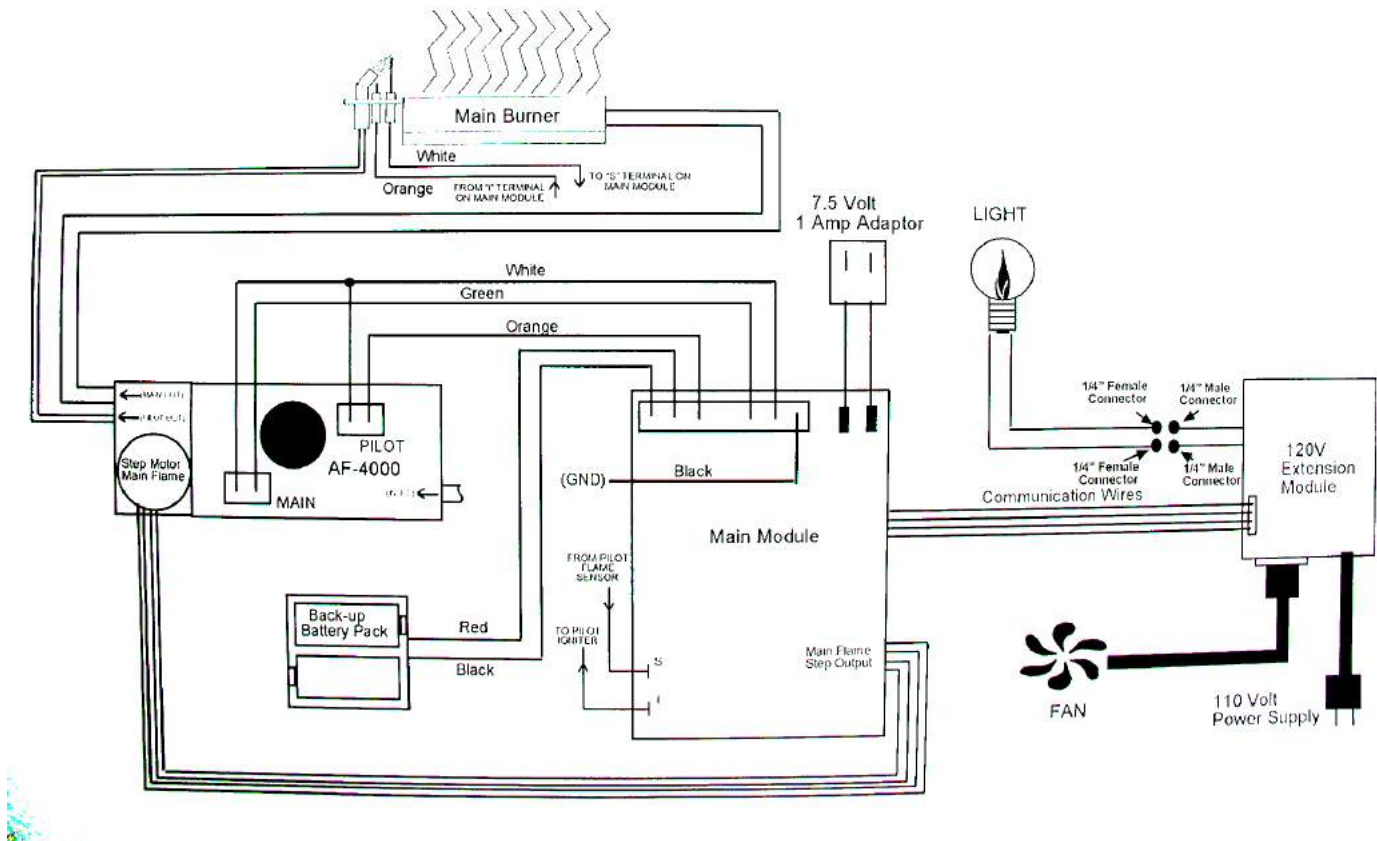 Main Burner
White
Orange
FROM "I" TERMINAL
ON MAIN MODULE
TO "S" TERMINAL ON
MAIN MODULE
7.5 Volt
1 Amp Adaptor
LIGHT
White
Green
Orange
1/4" Female
Connector
1/4" Male
Connector
1/4" Female
Connector
1/4" Male
Connector
120V
Extension
Module
PILOT
AF-4000
Step Motor
Main Flame
MAIN
(GND)
Black
Communication Wires
Main Module
FROM PILOT
FLAME
SENSOR
TO PILOT
IGNITER
S
I
Back-up
Battery Pack
Red
Black
Main Flame
Step Output
FAN
110 Volt
Power Supply